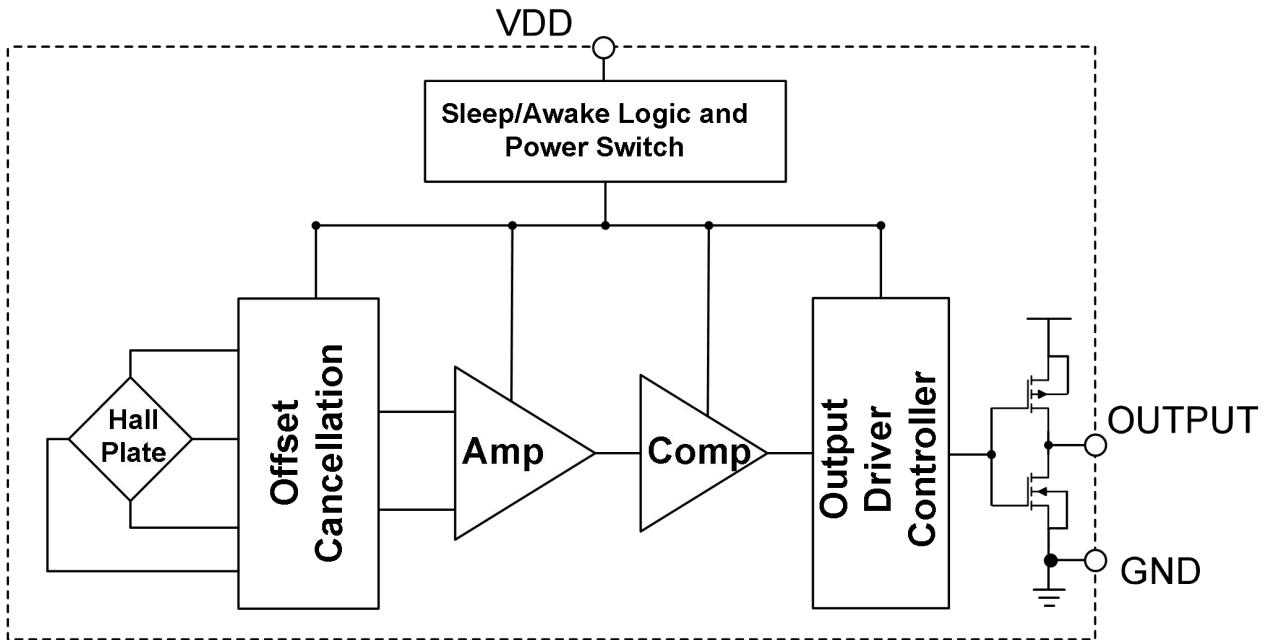 VDD
Sleep/Awake Logic and
Power Switch
Hall
Plate
Offset
Cancellation
Amp
Comp
Output
Driver
Controller
OUTPUT
GND